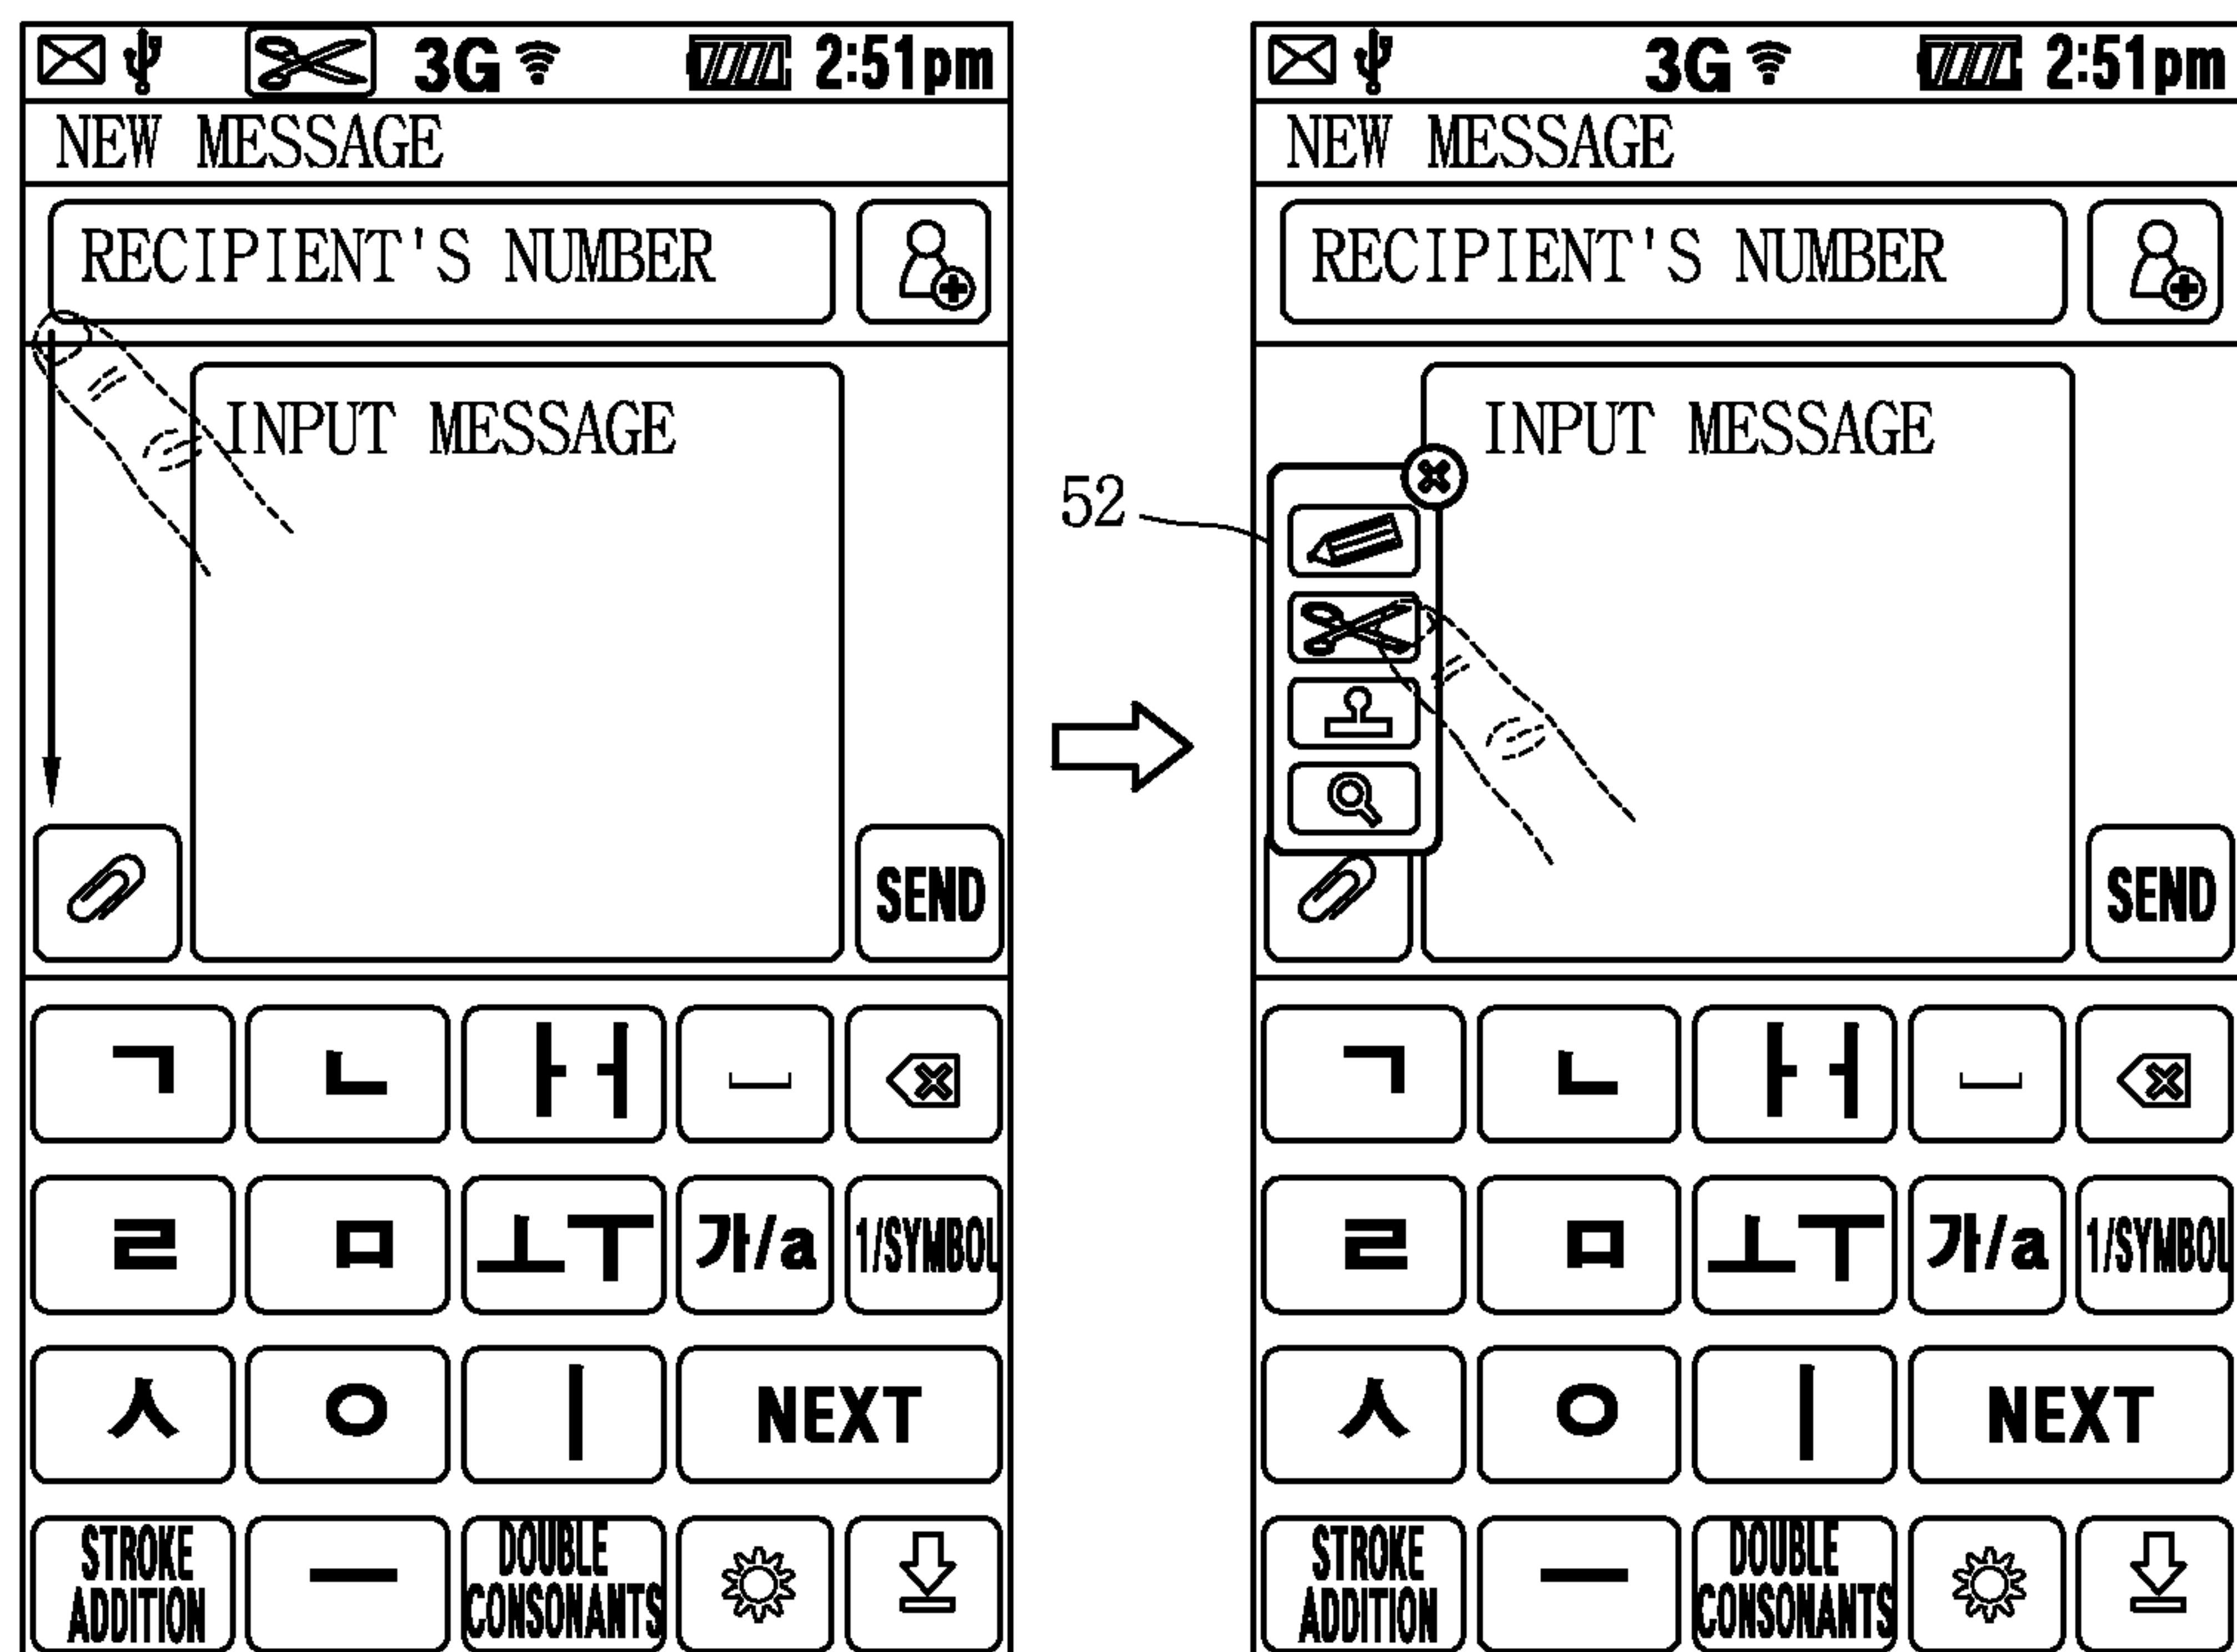 3G 2:51pm
NEW MESSAGE
RECIPIENT'S NUMBER
INPUT MESSAGE
SEND
ㄱ ㄴ ㅏㅓ
ㄹ ㅁ ㅗㅜ 가/a 1/SYMBOL
ㅅ ㅇ ㅣ NEXT
STROKE
ADDITION
ㅡ
DOUBLE
CONSONANTS
52
3G 2:51pm
NEW MESSAGE
RECIPIENT'S NUMBER
INPUT MESSAGE
SEND
ㄱ ㄴ ㅏㅓ
ㄹ ㅁ ㅗㅜ 가/a 1/SYMBOL
ㅅ ㅇ ㅣ NEXT
STROKE
ADDITION
ㅡ
DOUBLE
CONSONANTS